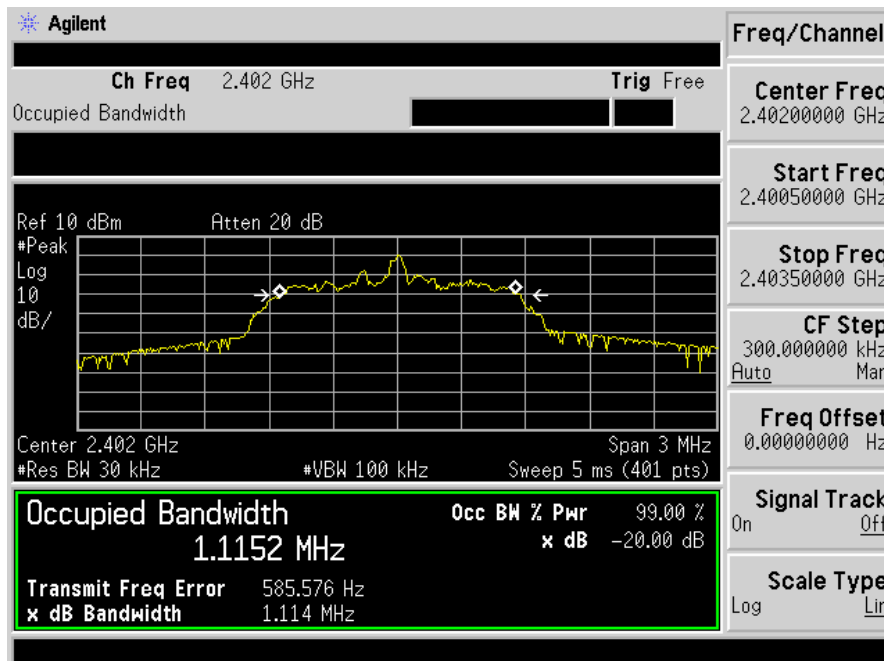 Agilent
Freq/Channel
Ch Freq 2.402 GHz Trig Free
Occupied Bandwidth
Center Freq
2.40200000 GHz
Start Freq
2.40050000 GHz
Stop Freq
2.40350000 GHz
CF Step
300.000000 kHz
Auto Man
Freq Offset
0.00000000 Hz
Signal Track
On Off
Scale Type
Log Lin
Ref 10 dBm Atten 20 dB
#Peak
Log
10
dB/
Center 2.402 GHz Span 3 MHz
#Res BW 30 kHz #VBW 100 kHz Sweep 5 ms (401 pts)
Occupied Bandwidth
1.1152 MHz
Occ BW % Pwr 99.00 %
x dB -20.00 dB
Transmit Freq Error 585.576 Hz
x dB Bandwidth 1.114 MHz